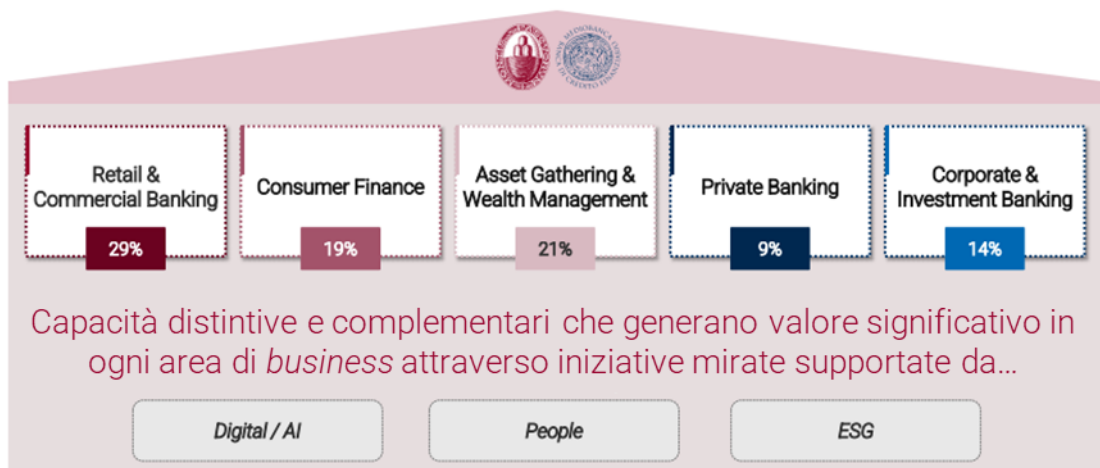 Retail &
Commercial Banking
29%
Consumer Finance
19%
Asset Gathering &
Wealth Management
21%
Private Banking
9%
Corporate &
Investment Banking
14%
Capacità distintive e complementari che generano valore significativo in
ogni area di business attraverso iniziative mirate supportate da...
Digital / AI
People
ESG